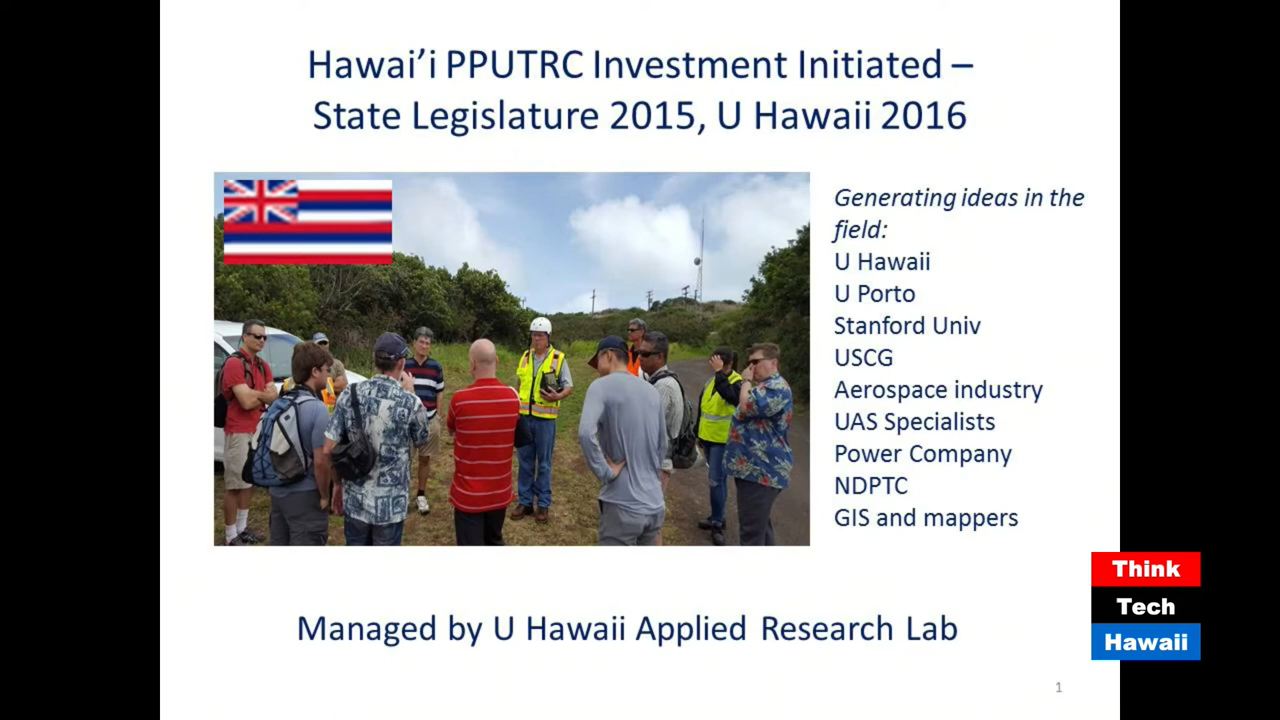 Hawai’i PPUTRC Investment Initiated –
State Legislature 2015, U Hawaii 2016
Generating ideas in the
field:
U Hawaii
U Porto
Stanford Univ
USCG
Aerospace industry
UAS Specialists
Power Company
NDPTC
GIS and mappers
Think
Tech
Hawaii
Managed by U Hawaii Applied Research Lab
1